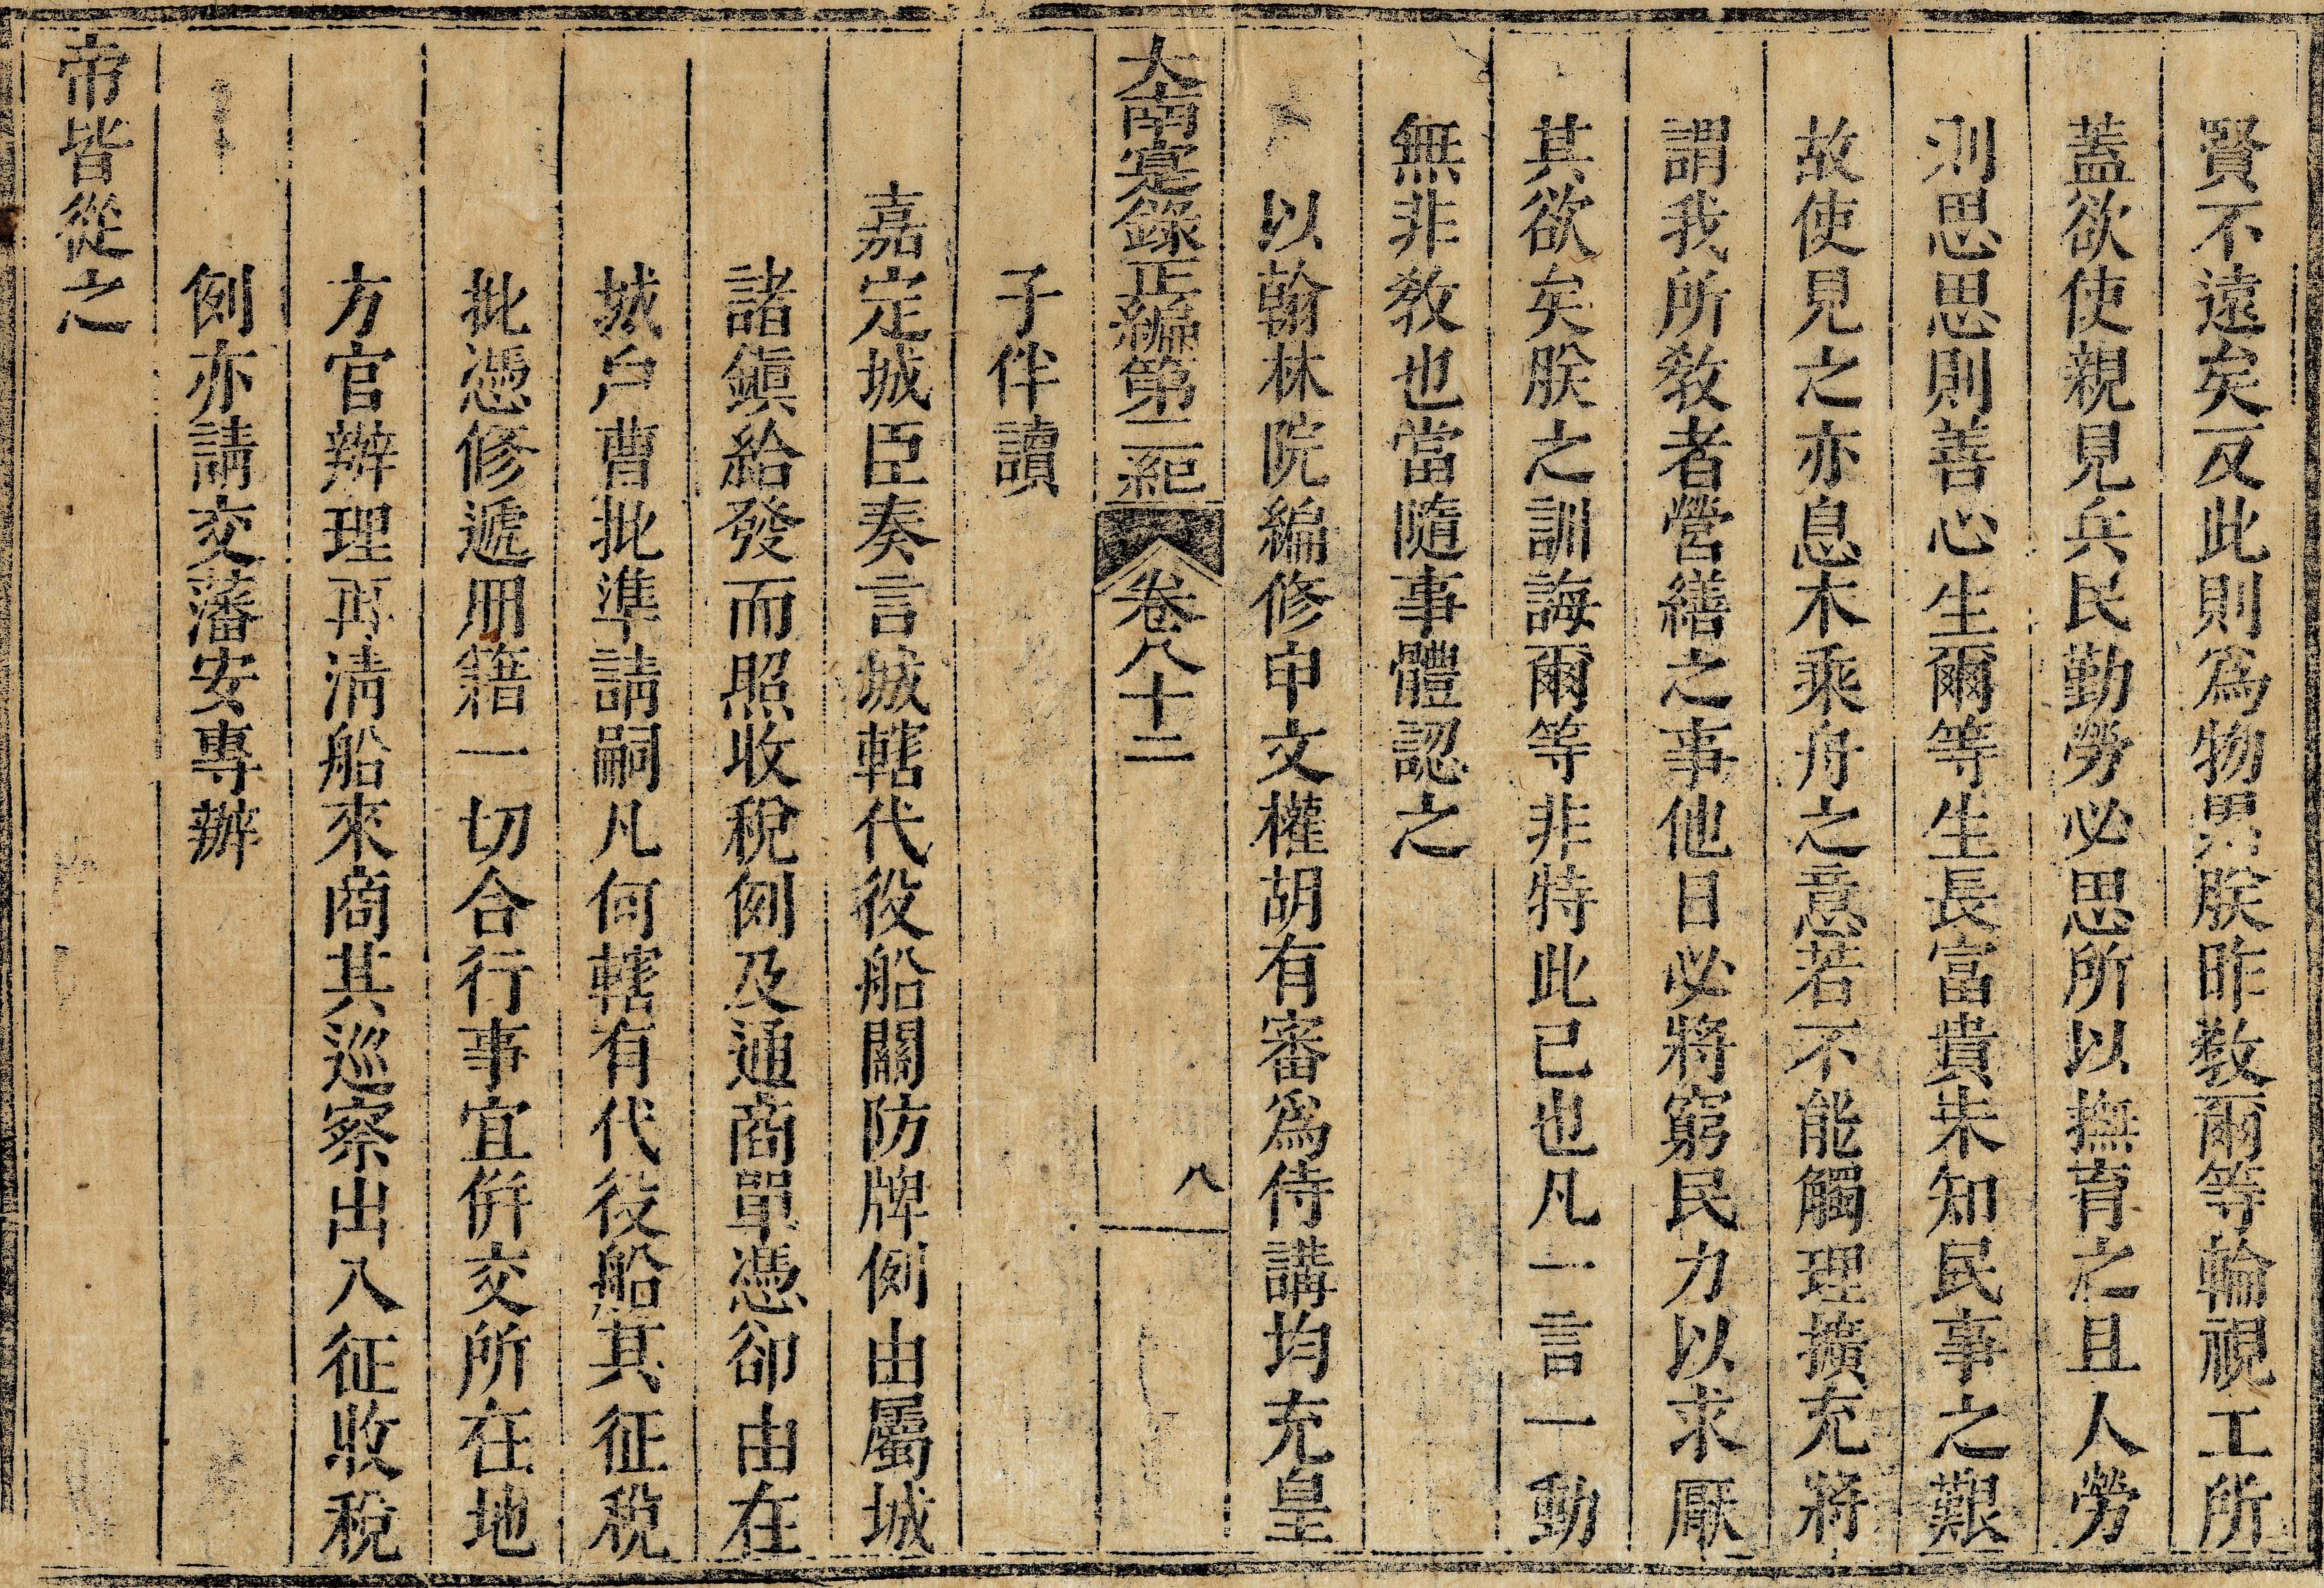 賢不遠矣反此則爲物累朕昨敎爾等輪視工所
蓋欲使親見兵民勤勞必思所以撫育之且人勞
則思思則善心生爾等生長富貴未知民事之艱
故使見之亦息木乘舟之意若不能觸理擴充將
謂我所敎者營繕之事他日必將窮民力以求厭
其欲矣朕之訓誨爾等非特此已也凡一言一動
無非敎也當隨事體認之
以翰林院編修申文權胡有審爲侍講均充皇
大南寔錄正編第二紀 卷八十二 八
子伴讀
嘉定城臣奏言城轄代役船關防牌例由屬城
諸鎭給發而照收稅例及通商單憑卻由在
城戶曹批準請嗣凡何轄有代役船其征稅
批憑修遞册籍一切合行事宜併交所在地
方官辦理再淸船來商其巡察出入征收稅
例亦請交藩安專辦
帝皆從之